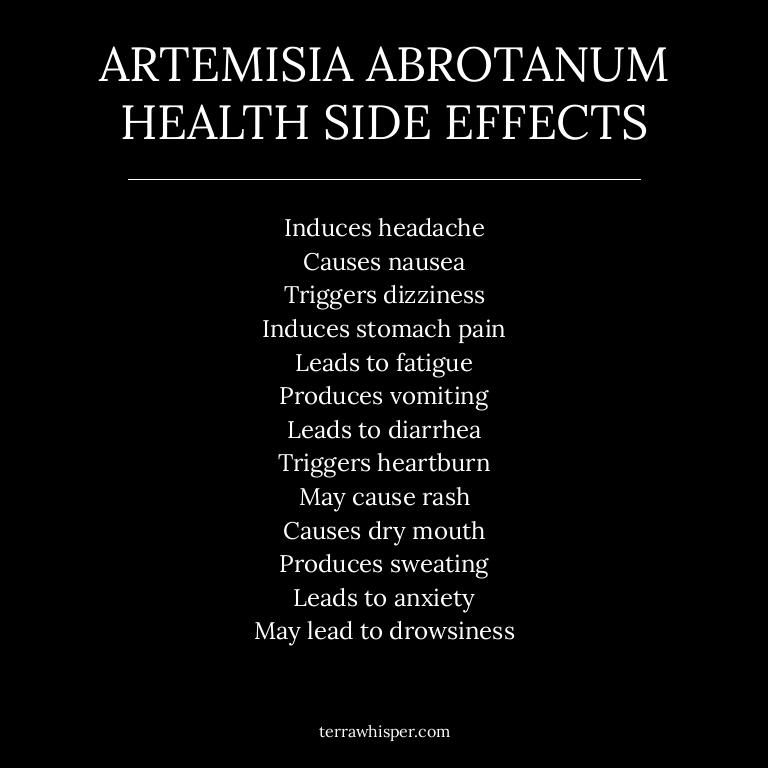 ARTEMISIA ABROTANUM
HEALTH SIDE EFFECTS
Induces headache
Causes nausea
Triggers dizziness
Induces stomach pain
Leads to fatigue
Produces vomiting
Leads to diarrhea
Triggers heartburn
May cause rash
Causes dry mouth
Produces sweating
Leads to anxiety
May lead to drowsiness
terrawhisper.com